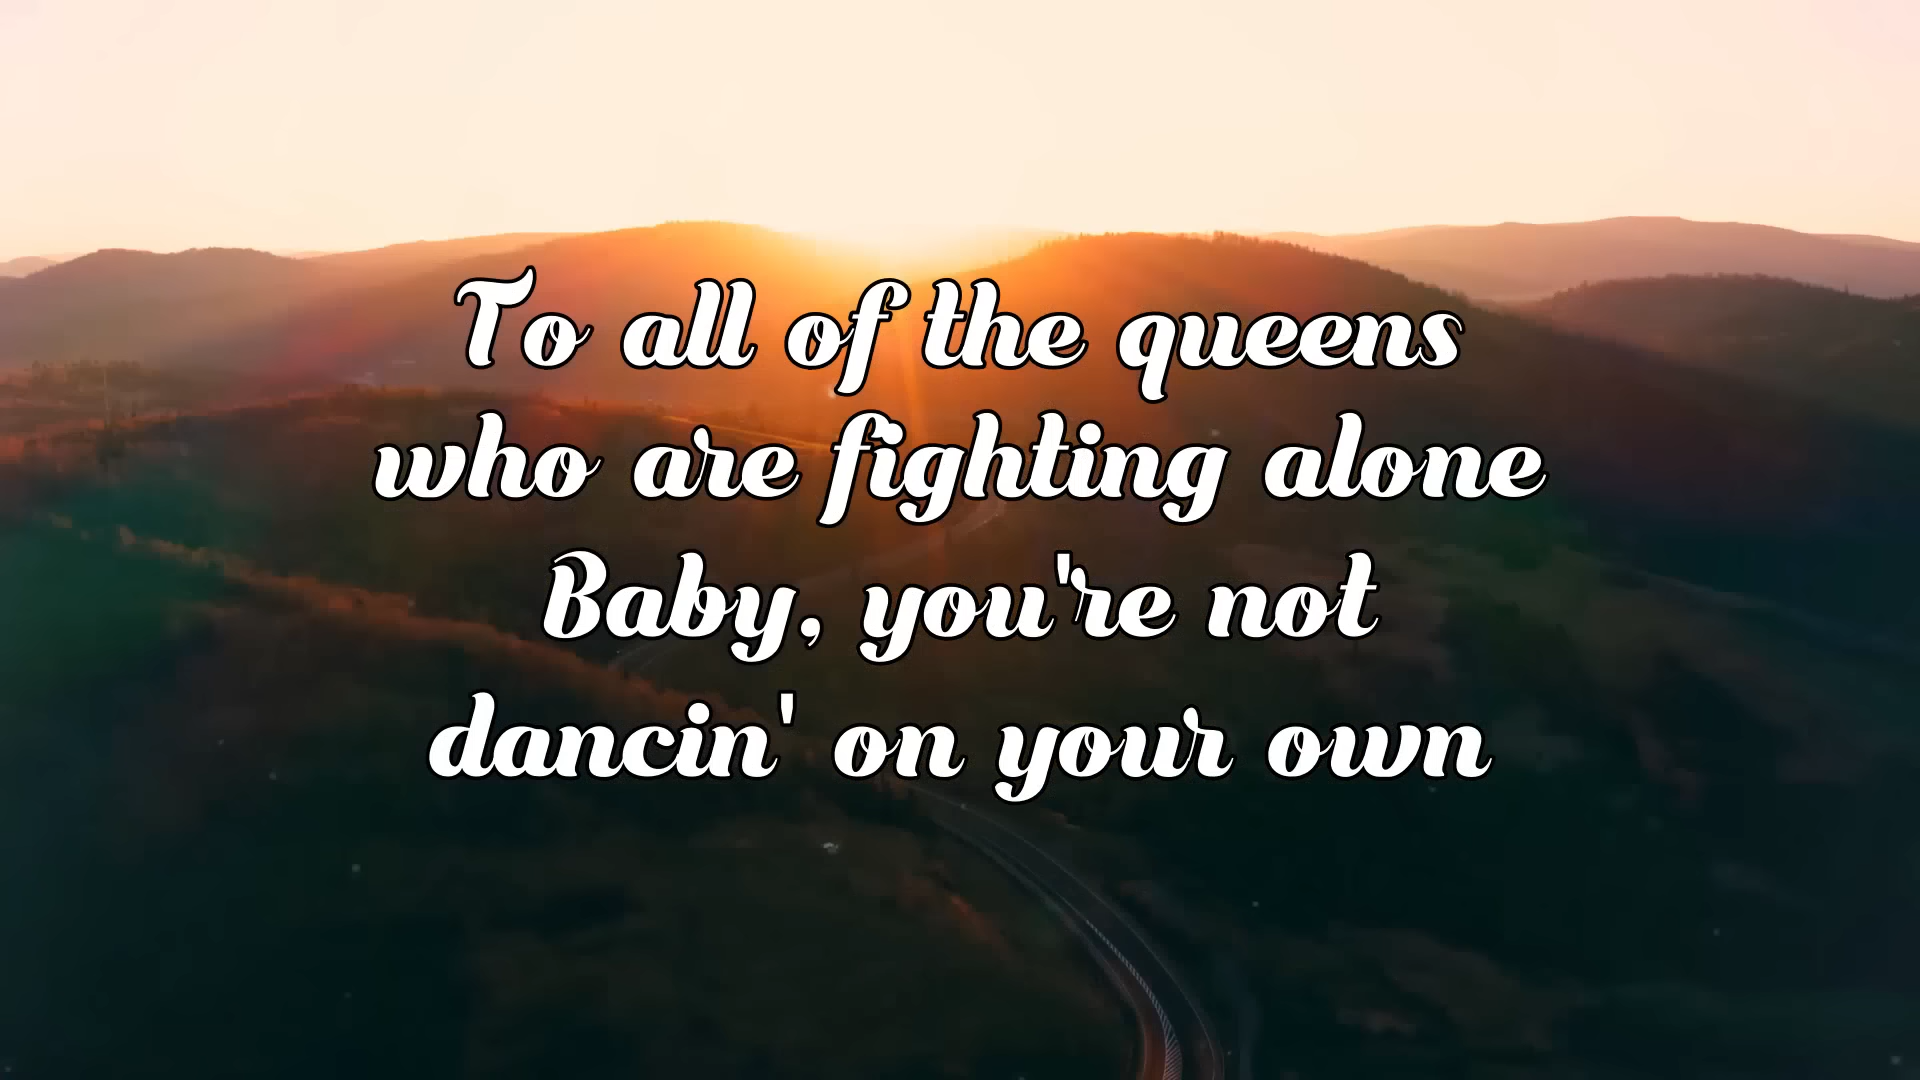 To all of the queens
who are fighting alone
Baby, you're not
dancin' on your own